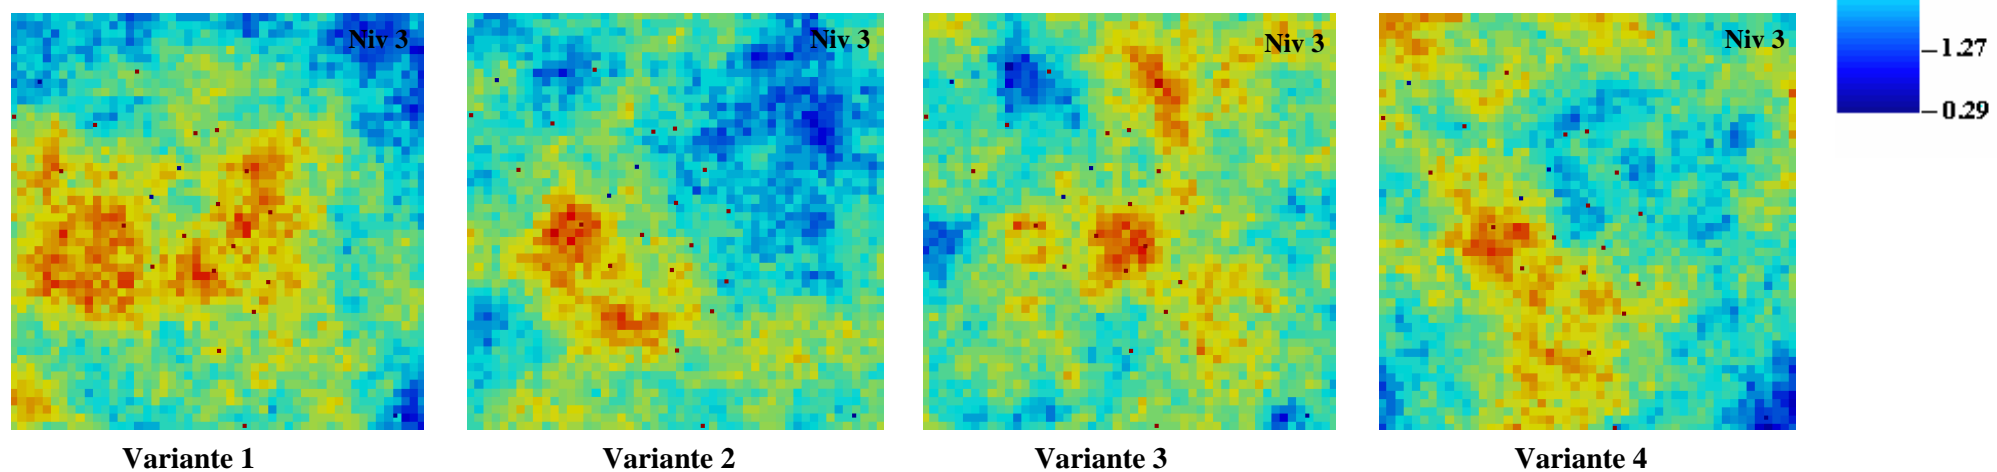 Niv 3
Niv 3
Niv 3
Niv 3
1.27
0.29
Variante 1
Variante 2
Variante 3
Variante 4